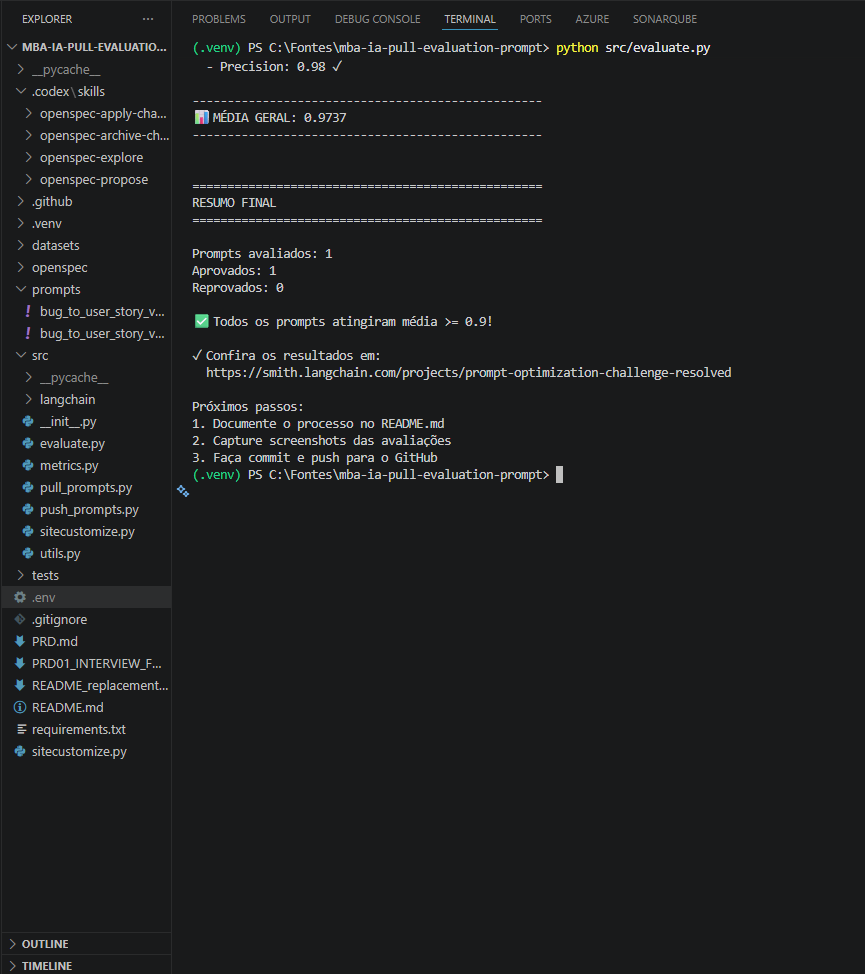 EXPLORER
MBA-IA-PULL-EVALUATIO...
__pycache__
.codex\skills
openspec-apply-cha...
openspec-archive-ch...
openspec-explore
openspec-propose
.github
.venv
datasets
openspec
prompts
! bug_to_user_story_v...
! bug_to_user_story_v...
src
__pycache__
langchain
__init__.py
evaluate.py
metrics.py
pull_prompts.py
push_prompts.py
sitecustomize.py
utils.py
tests
.env
.gitignore
PRD.md
PRD01_INTERVIEW_F...
README_replacement...
README.md
requirements.txt
sitecustomize.py
OUTLINE
TIMELINE
PROBLEMS OUTPUT DEBUG CONSOLE TERMINAL PORTS AZURE SONARQUBE
(.venv) PS C:\Fontes\mba-ia-pull-evaluation-prompt> python src/evaluate.py
- Precision: 0.98 ✓
--------------------------------------------------
📊 MÉDIA GERAL: 0.9737
--------------------------------------------------
==================================================
RESUMO FINAL
==================================================
Prompts avaliados: 1
Aprovados: 1
Reprovados: 0
✅ Todos os prompts atingiram média >= 0.9!
✓ Confira os resultados em:
https://smith.langchain.com/projects/prompt-optimization-challenge-resolved
Próximos passos:
1. Documente o processo no README.md
2. Capture screenshots das avaliações
3. Faça commit e push para o GitHub
(.venv) PS C:\Fontes\mba-ia-pull-evaluation-prompt>